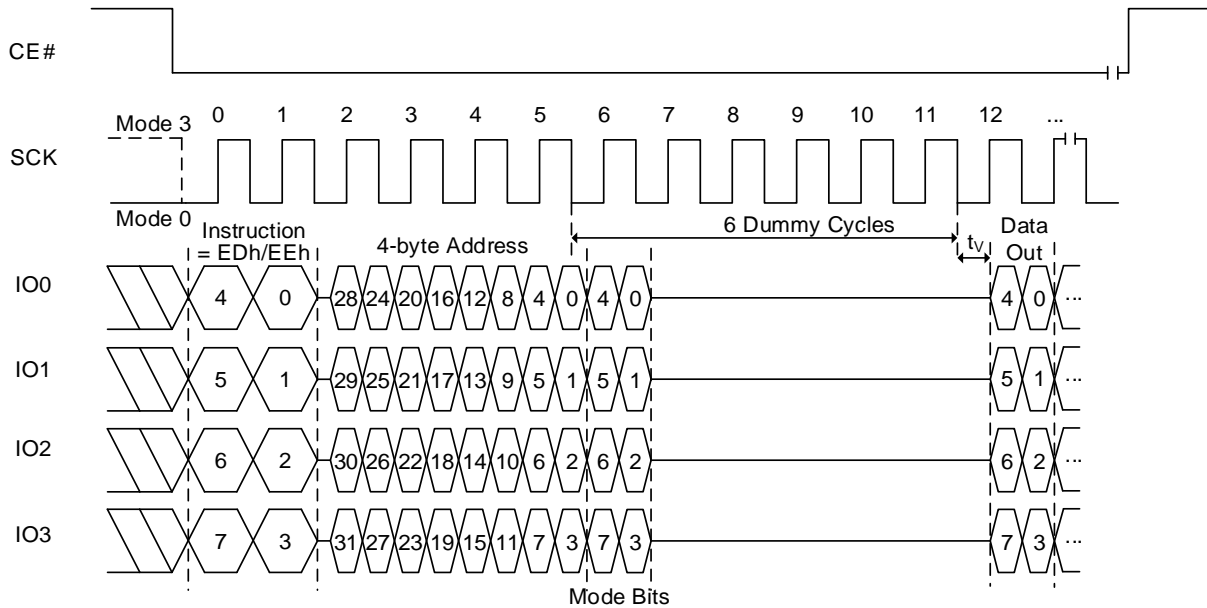 CE#
0 1 2 3 4 5 6 7 8 9 10 11 12 ...
Mode 3
SCK
Mode 0
Instruction
= EDh/EEh
4-byte Address
6 Dummy Cycles
tV
Data
Out
IO0
4 0 28 24 20 16 12 8 4 0 4 0 4 0 ...
IO1
5 1 29 25 21 17 13 9 5 1 5 1 5 1 ...
IO2
6 2 30 26 22 18 14 10 6 2 6 2 6 2 ...
IO3
7 3 31 27 23 19 15 11 7 3 7 3 7 3 ...
Mode Bits